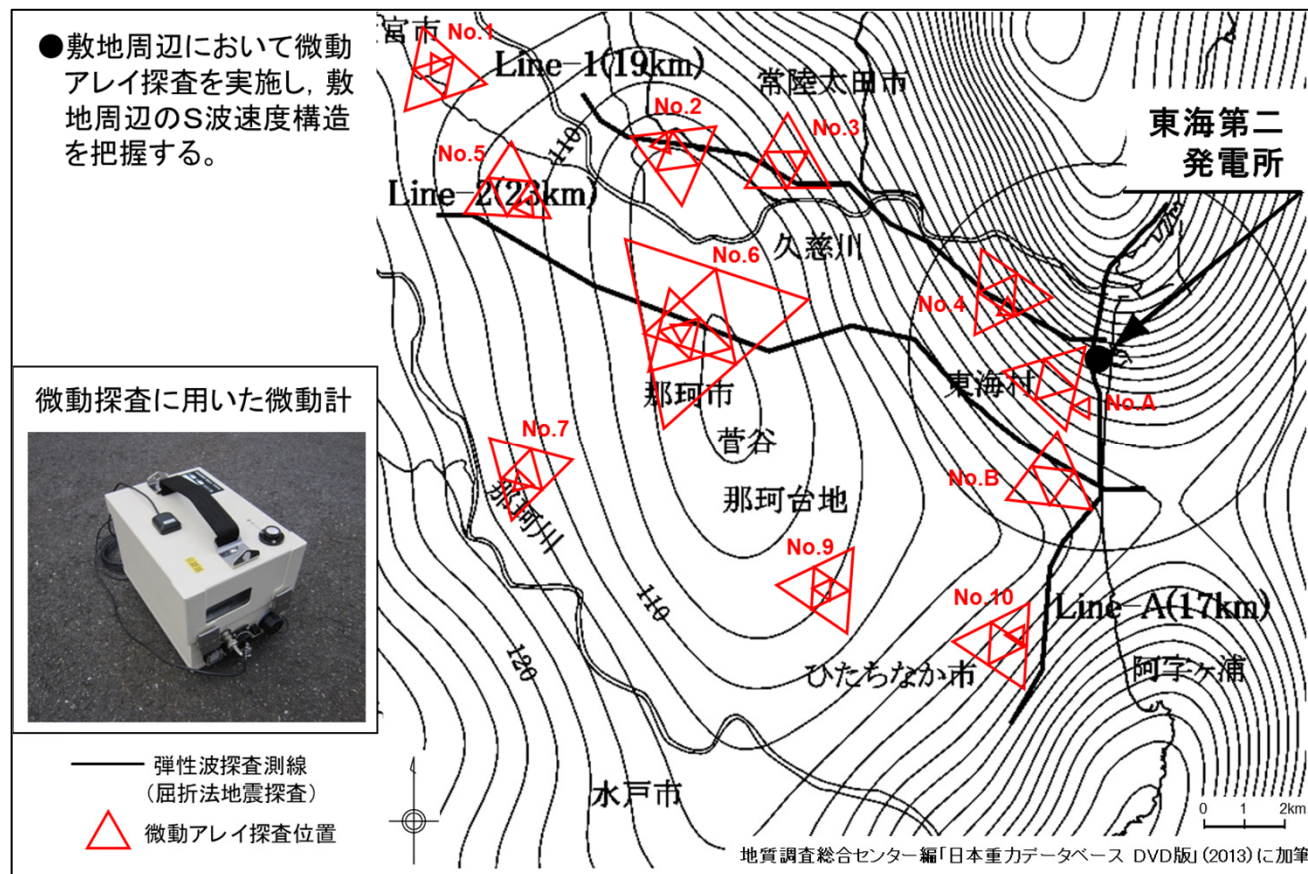 ●敷地周辺において微動
アレイ探査を実施し，敷
地周辺のS波速度構造
を把握する。
微動探査に用いた微動計
弾性波探査測線
（屈折法地震探査）
微動アレイ探査位置
宮市
No.1
Line-1(19km)
常陸太田市
東海第二
発電所
No.2
No.3
110
No.5
Line-2(23km)
久慈川
No.6
No.4
那珂市
東海村
No.A
菅谷
No.7
那珂川
No.B
那珂台地
No.9
110
No.10
Line-A(17km)
120
ひたちなか市
阿字ヶ浦
水戸市
0 1 2km
地質調査総合センター編「日本重力データベース DVD版」(2013)に加筆